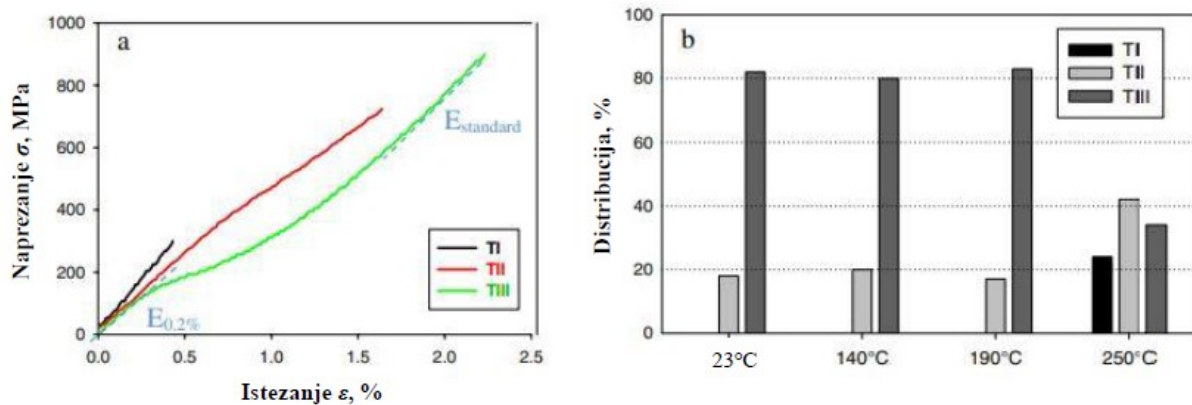 a
Naprezanje σ, MPa
1000
800
600
400
200
0
E_standard
E_0.2%
TI
TII
TIII
0.0 0.5 1.0 1.5 2.0 2.5
Istezanje ε, %
b
Distribucija, %
100
80
60
40
20
0
TI
TII
TIII
23°C 140°C 190°C 250°C